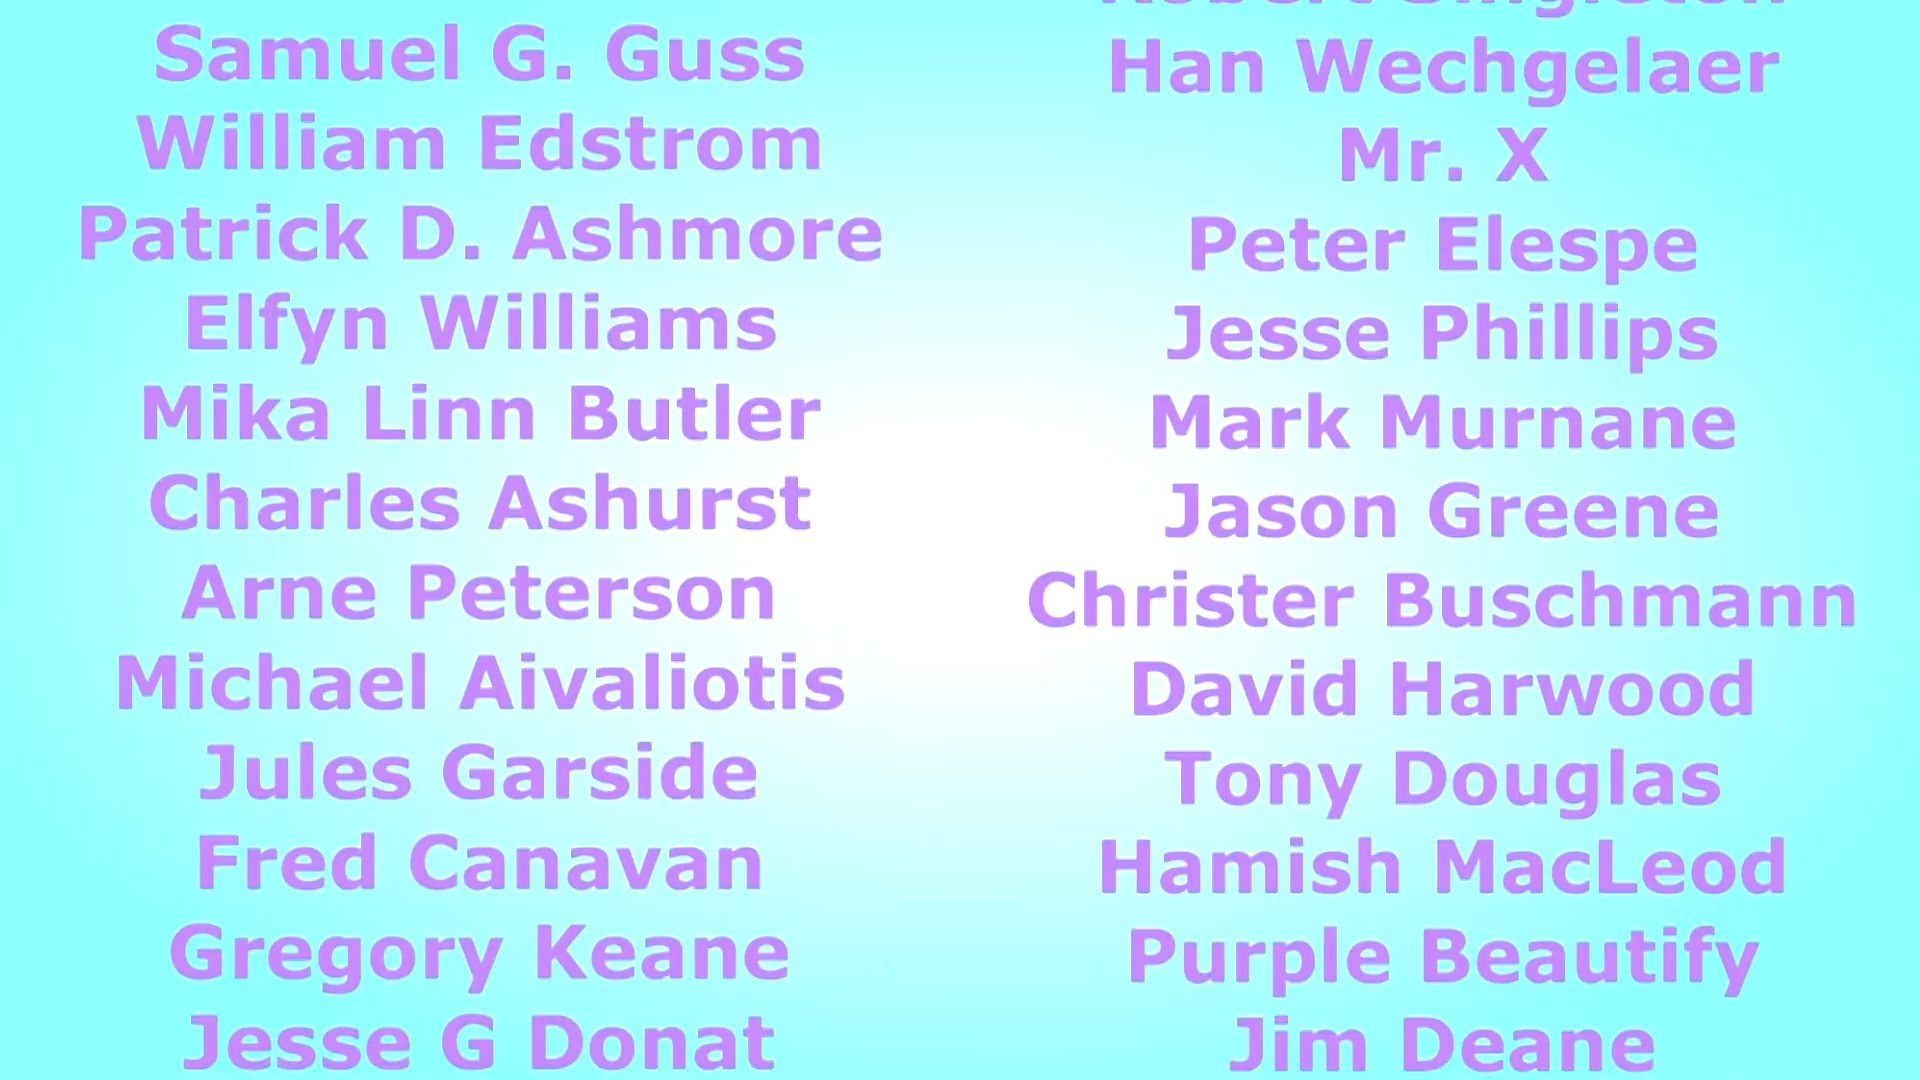 Samuel G. Guss
William Edstrom
Patrick D. Ashmore
Elfyn Williams
Mika Linn Butler
Charles Ashurst
Arne Peterson
Michael Aivaliotis
Jules Garside
Fred Canavan
Gregory Keane
Jesse G Donat
Han Wechgelaer
Mr. X
Peter Elespe
Jesse Phillips
Mark Murnane
Jason Greene
Christer Buschmann
David Harwood
Tony Douglas
Hamish MacLeod
Purple Beautify
Jim Deane